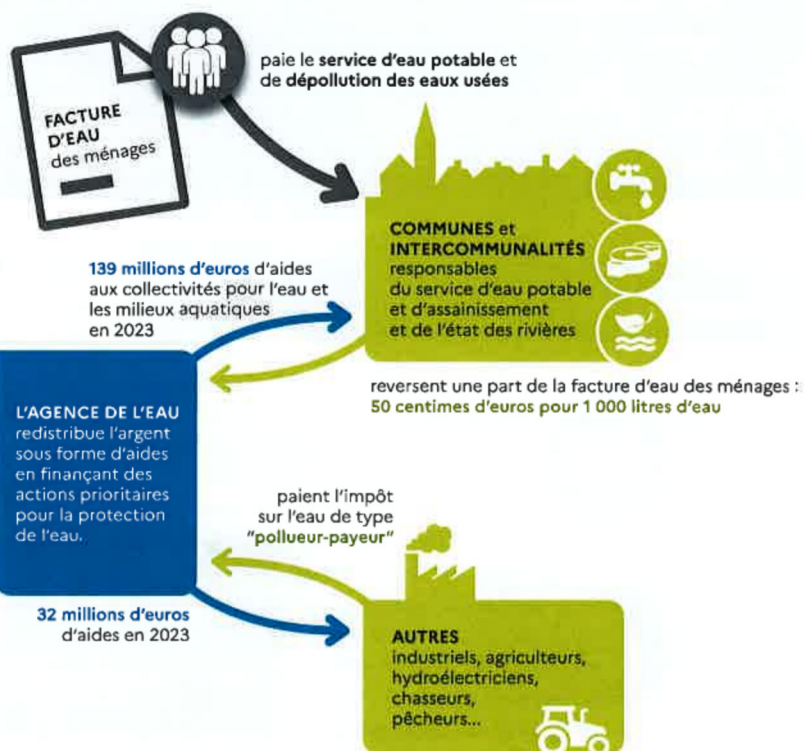 paie le service d'eau potable et
de dépollution des eaux usées
FACTURE
D'EAU
des ménages
COMMUNES et
INTERCOMMUNALITÉS
responsables
du service d'eau potable
et d'assainissement
et de l'état des rivières
139 millions d'euros d'aides
aux collectivités pour l'eau et
les milieux aquatiques
en 2023
reversent une part de la facture d'eau des ménages :
50 centimes d'euros pour 1 000 litres d'eau
L'AGENCE DE L'EAU
redistribue l'argent
sous forme d'aides
en finançant des
actions prioritaires
pour la protection
de l'eau.
paient l'impôt
sur l'eau de type
"pollueur-payeur"
32 millions d'euros
d'aides en 2023
AUTRES
industriels, agriculteurs,
hydroélectriciens,
chasseurs,
pêcheurs...